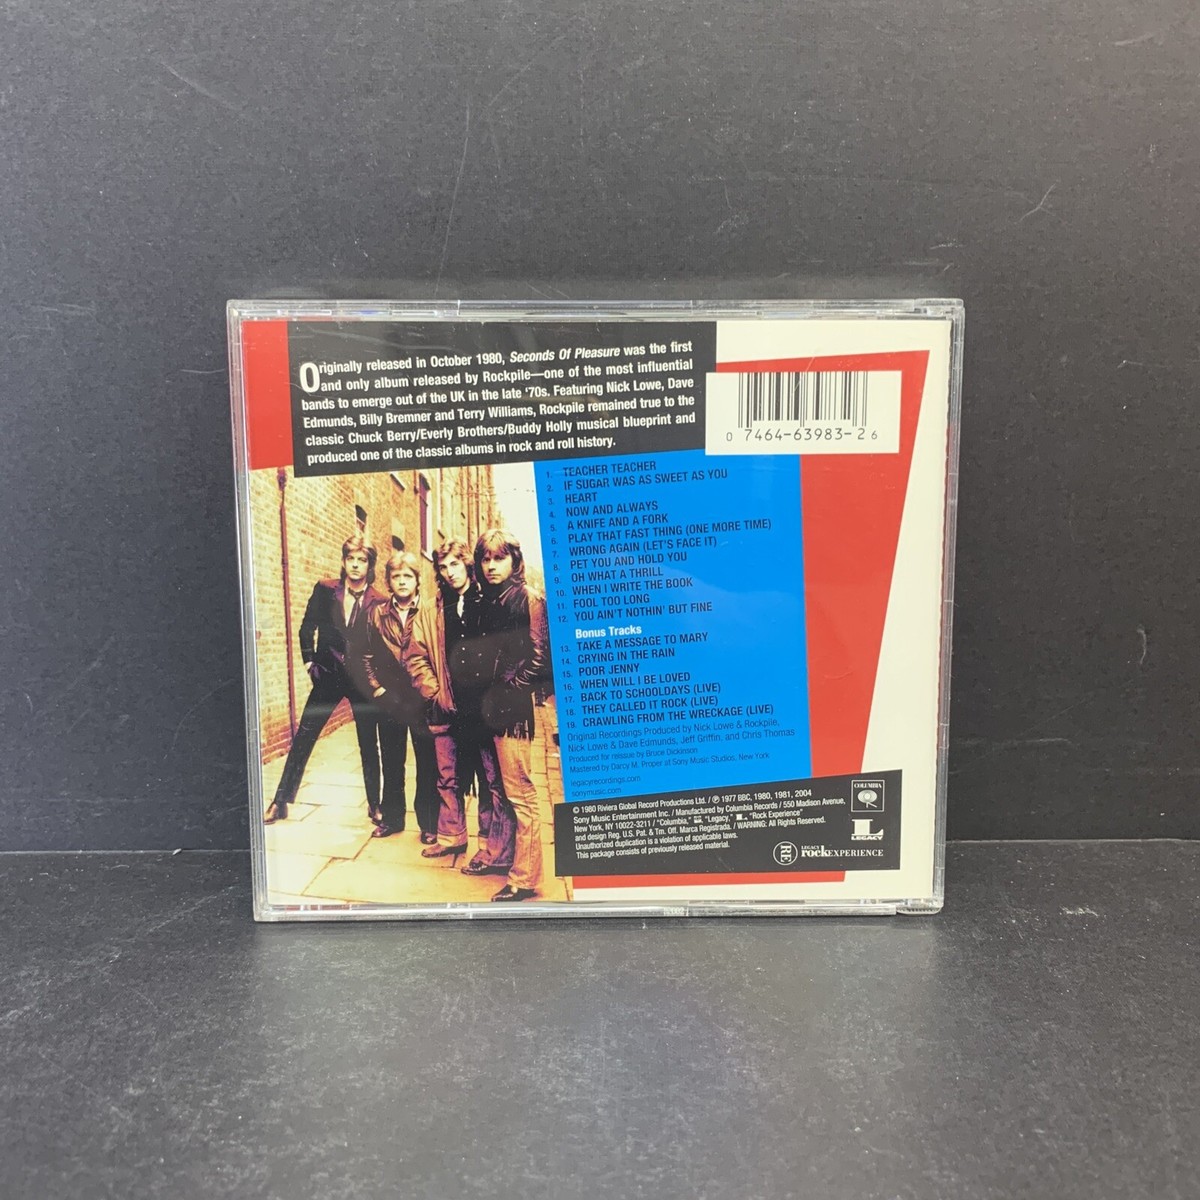 Originally released in October 1980, Seconds Of Pleasure was the first
and only album released by Rockpile—one of the most influential
bands to emerge out of the UK in the late '70s. Featuring Nick Lowe, Dave
Edmunds, Billy Bremner and Terry Williams, Rockpile remained true to the
classic Chuck Berry/Everly Brothers/Buddy Holly musical blueprint and
produced one of the classic albums in rock and roll history.
0 7464-63983-2 6
1. TEACHER TEACHER
2. IF SUGAR WAS AS SWEET AS YOU
3. HEART
4. NOW AND ALWAYS
5. A KNIFE AND A FORK
6. PLAY THAT FAST THING (ONE MORE TIME)
7. WRONG AGAIN (LET'S FACE IT)
8. PET YOU AND HOLD YOU
9. OH WHAT A THRILL
10. WHEN I WRITE THE BOOK
11. FOOL TOO LONG
12. YOU AIN'T NOTHIN' BUT FINE
Bonus Tracks
13. TAKE A MESSAGE TO MARY
14. CRYING IN THE RAIN
15. POOR JENNY
16. WHEN WILL I BE LOVED
17. BACK TO SCHOOLDAYS (LIVE)
18. THEY CALLED IT ROCK (LIVE)
19. CRAWLING FROM THE WRECKAGE (LIVE)
Original Recordings Produced by Nick Lowe & Rockpile,
Nick Lowe & Dave Edmunds, Jeff Griffin, and Chris Thomas
Produced for reissue by Bruce Dickinson
Mastered by Darcy M. Proper at Sony Music Studios, New York
legacyrecordings.com
sonymusic.com
© 1980 Riviera Global Record Productions Ltd. / ℗ 1977 BBC, 1980, 1981, 2004
Sony Music Entertainment Inc. / Manufactured by Columbia Records / 550 Madison Avenue,
New York, NY 10022-3211 / "Columbia," "Legacy," L, "Rock Experience"
and design Reg. U.S. Pat. & Tm. Off. Marca Registrada. / WARNING: All Rights Reserved.
Unauthorized duplication is a violation of applicable laws.
This package consists of previously released material.
COLUMBIA
L
LEGACY
RE
LEGACY
rockEXPERIENCE